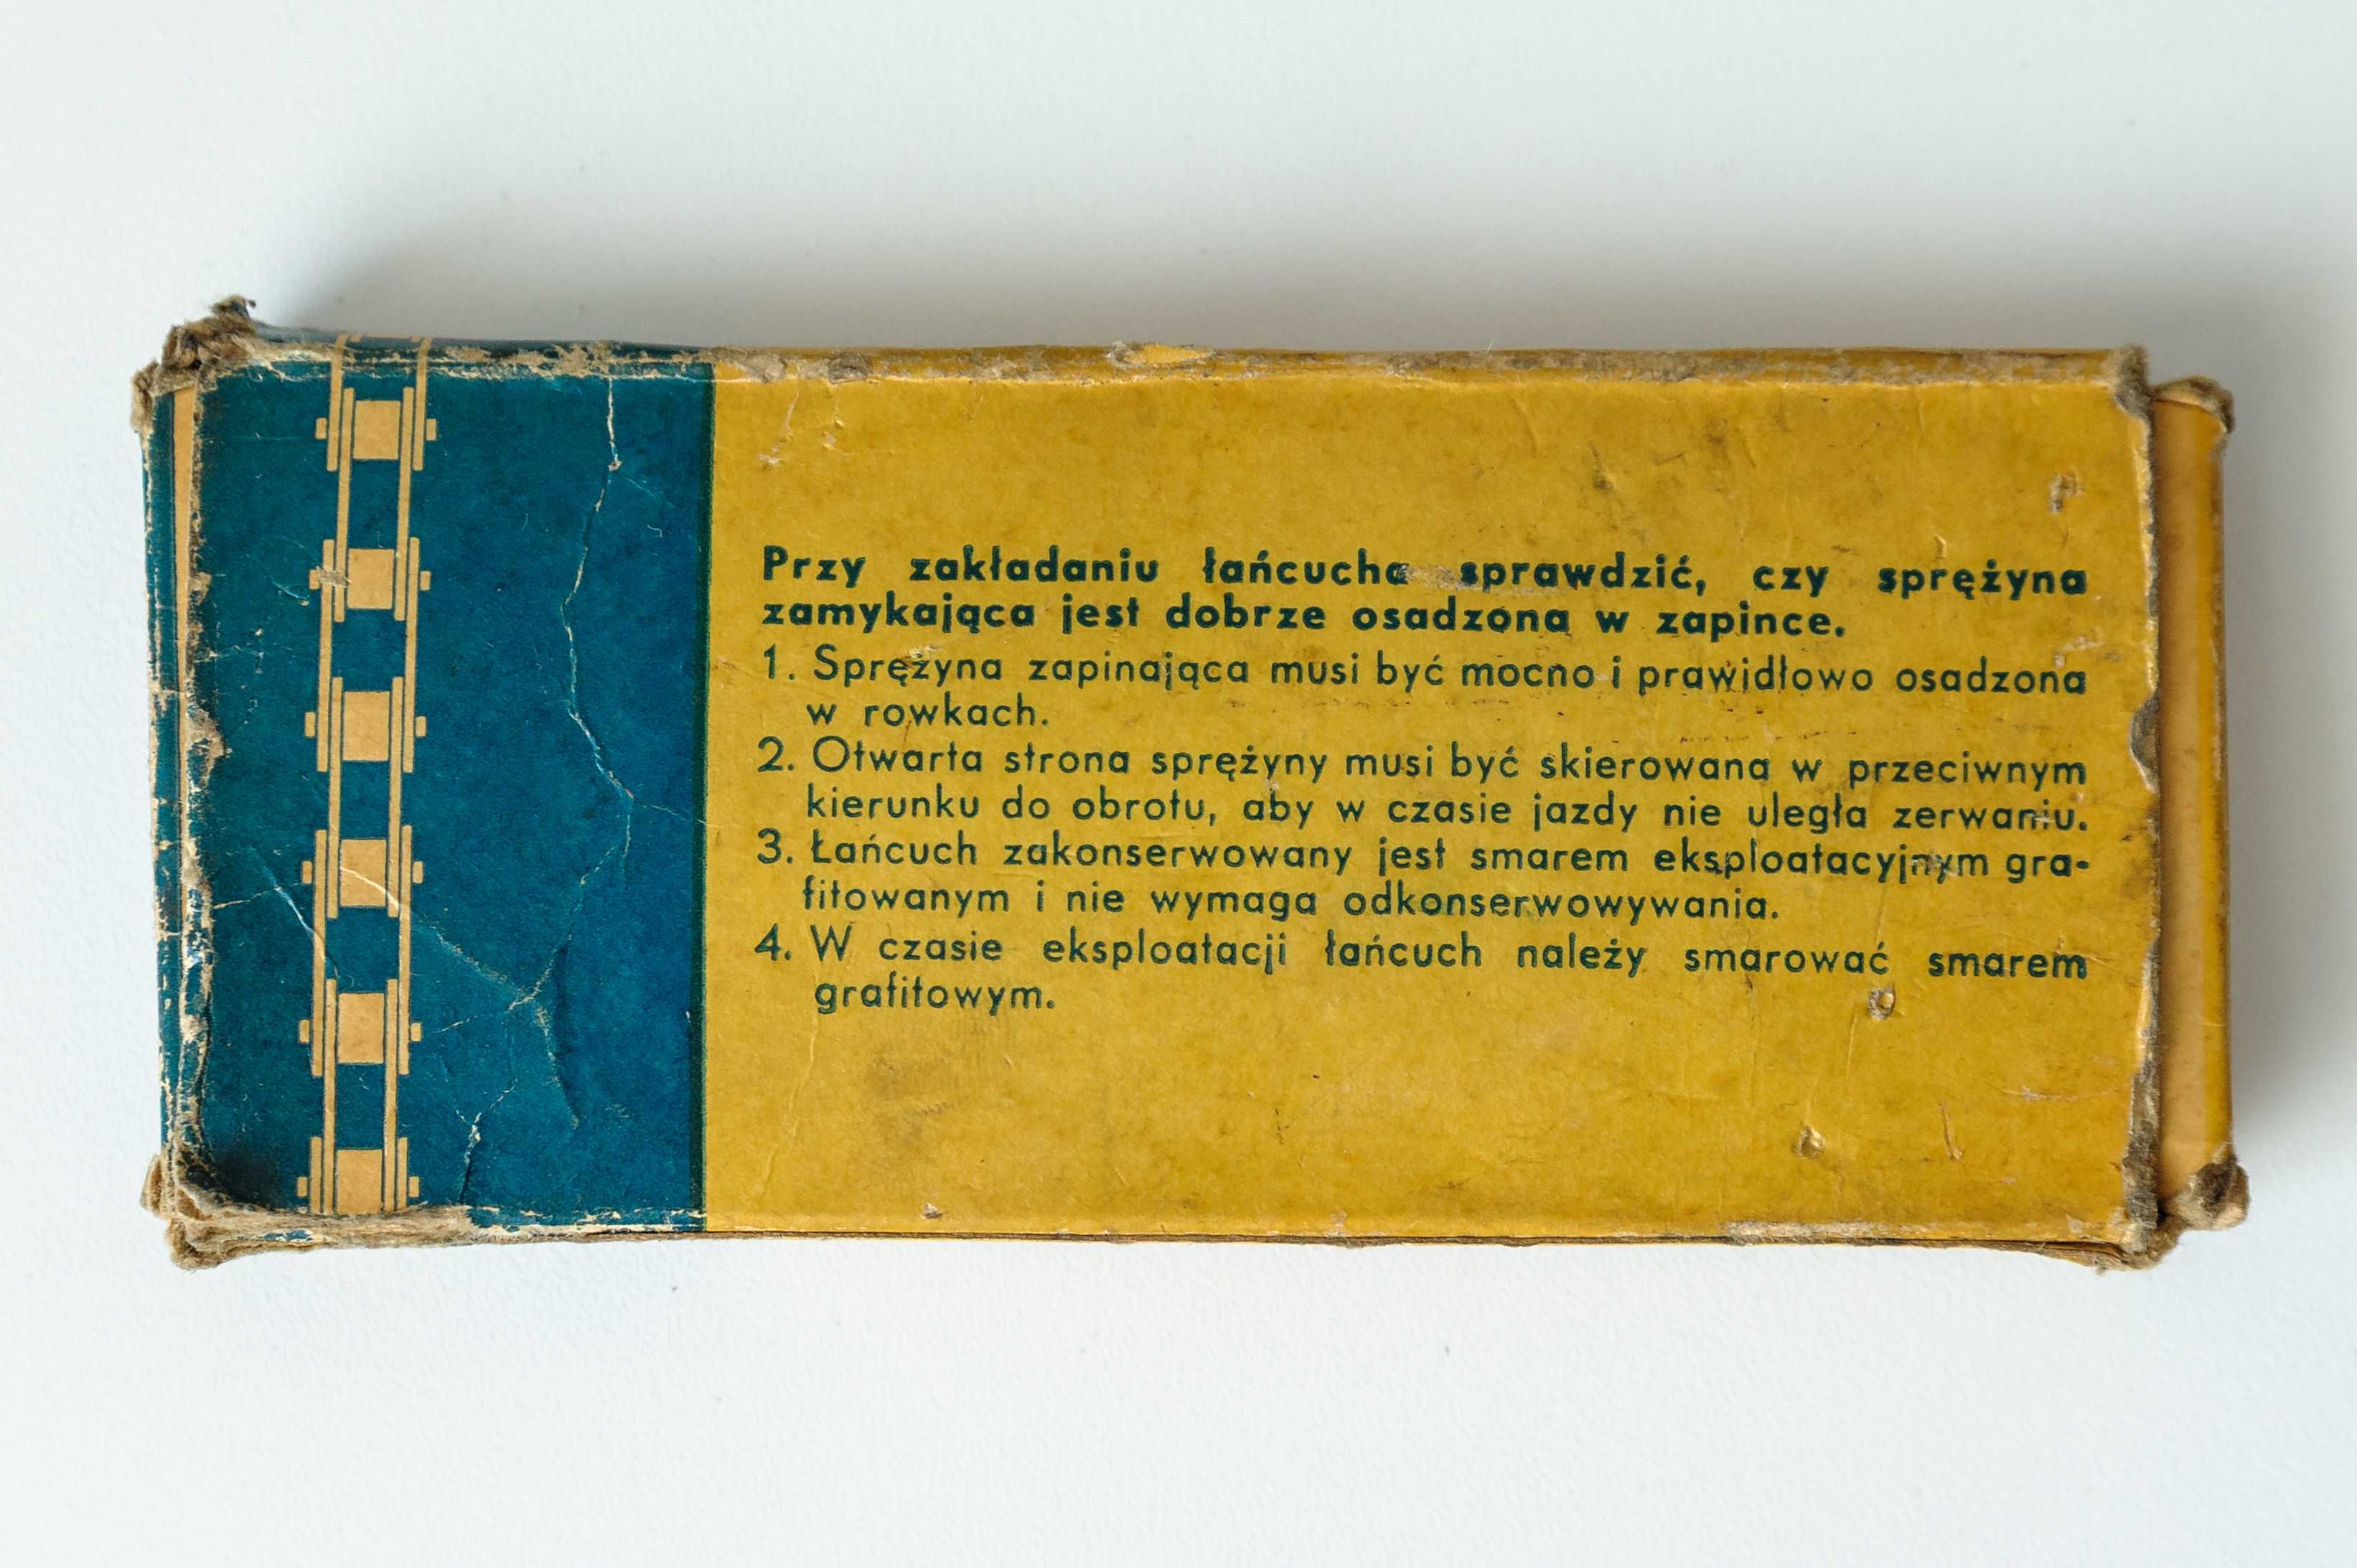 Przy zakładaniu łańcucha sprawdzić, czy sprężyna
zamykająca jest dobrze osadzona w zapince.
1. Sprężyna zapinająca musi być mocno i prawidłowo osadzona
w rowkach.
2. Otwarta strona sprężyny musi być skierowana w przeciwnym
kierunku do obrotu, aby w czasie jazdy nie uległa zerwaniu.
3. Łańcuch zakonserwowany jest smarem eksploatacyjnym gra-
fitowanym i nie wymaga odkonserwowywania.
4. W czasie eksploatacji łańcuch należy smarować smarem
grafitowym.